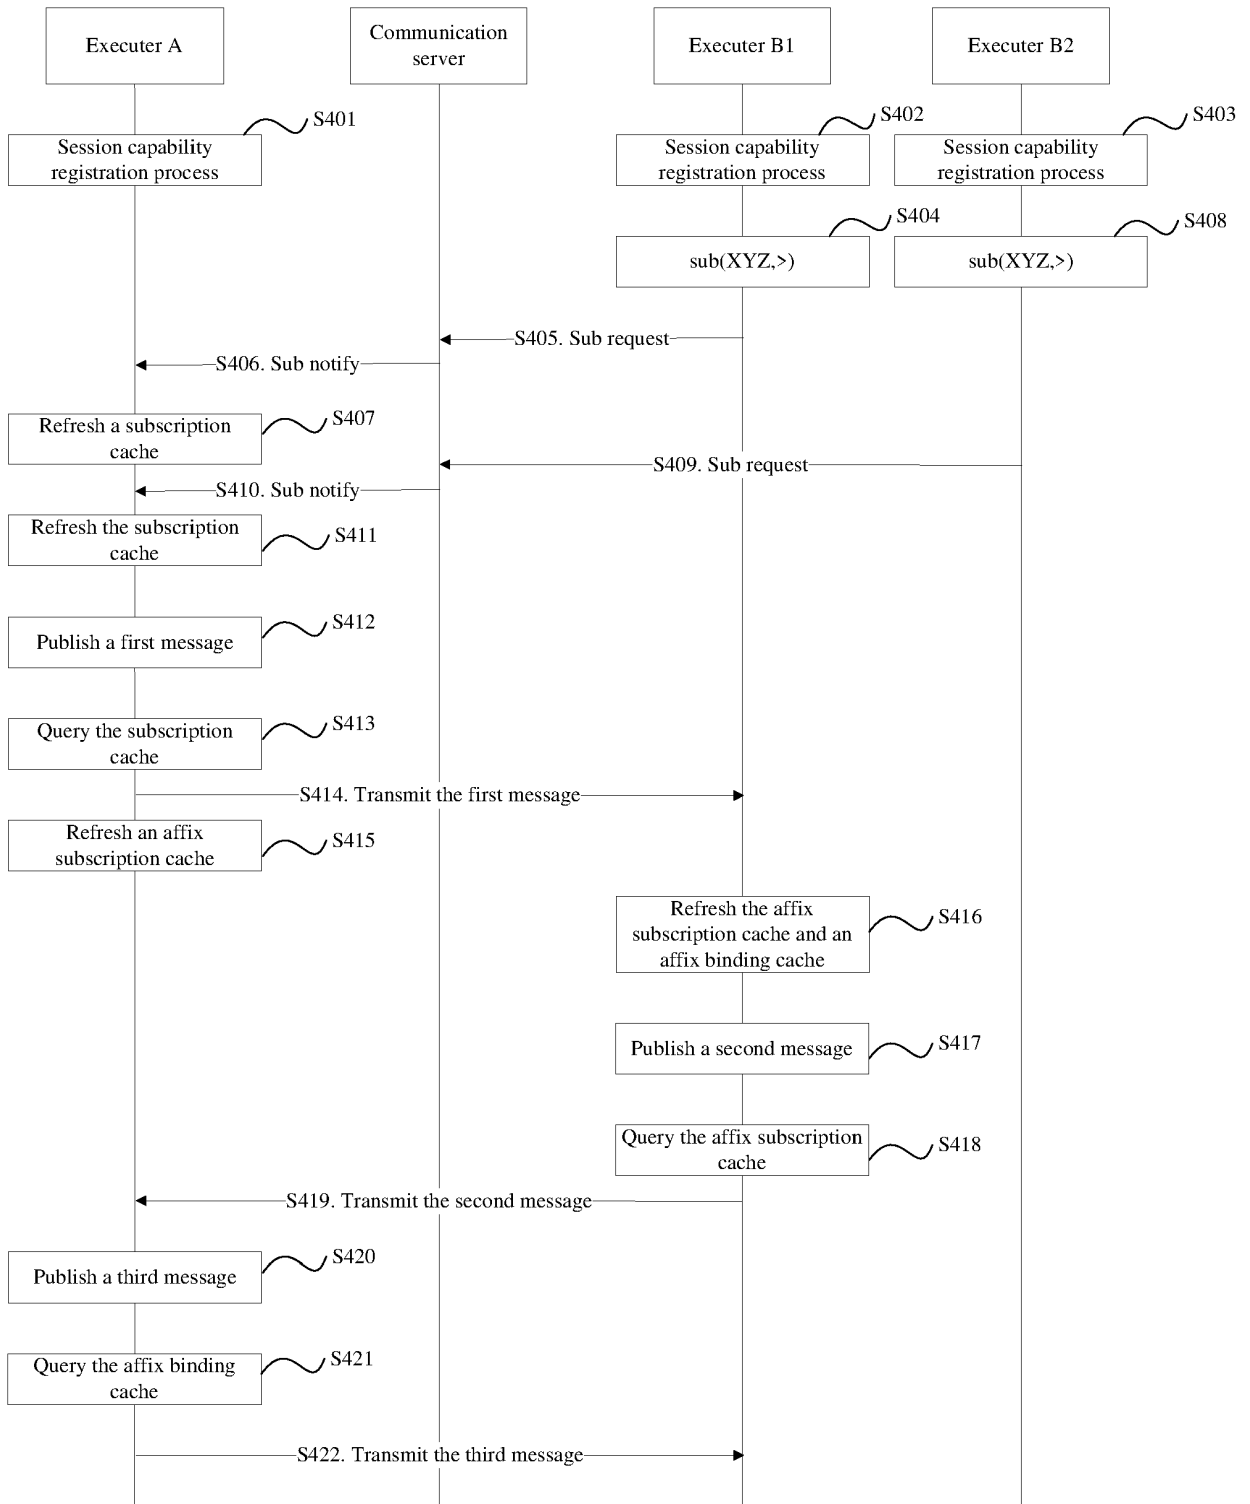 Executer A
Communication
server
Executer B1
Executer B2
S401
S402
S403
Session capability
registration process
Session capability
registration process
Session capability
registration process
S404
S408
sub(XYZ,>)
sub(XYZ,>)
S405. Sub request
S406. Sub notify
S407
Refresh a subscription
cache
S409. Sub request
S410. Sub notify
Refresh the subscription
cache
S411
S412
Publish a first message
S413
Query the subscription
cache
S414. Transmit the first message
Refresh an affix
subscription cache
S415
Refresh the affix
subscription cache and an
affix binding cache
S416
Publish a second message
S417
Query the affix subscription
cache
S418
S419. Transmit the second message
S420
Publish a third message
S421
Query the affix binding
cache
S422. Transmit the third message